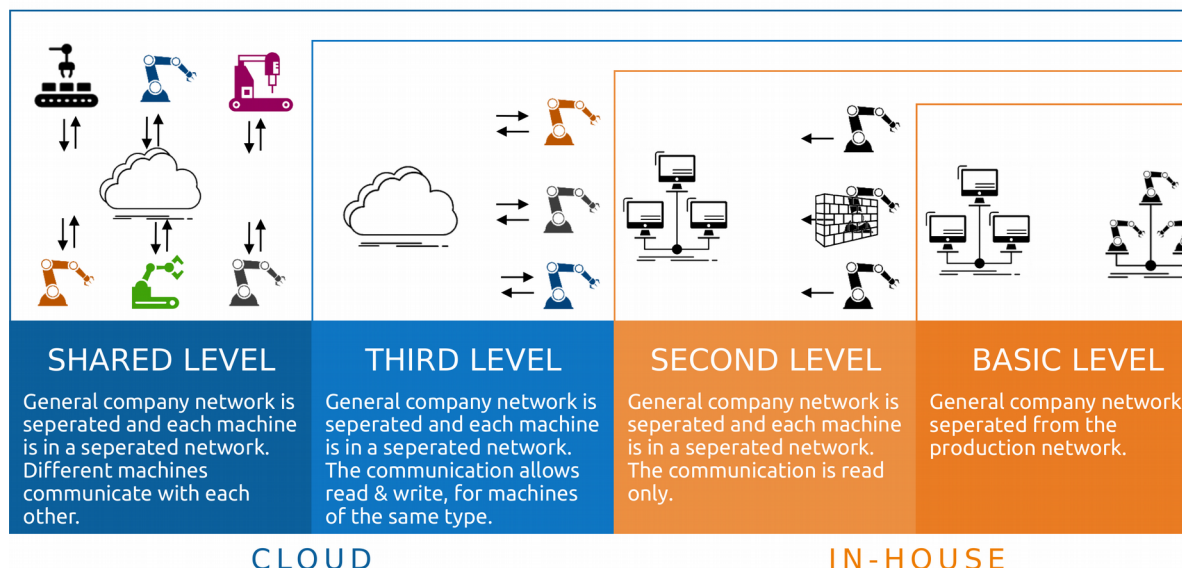 SHARED LEVEL
General company network is
seperated and each machine
is in a seperated network.
Different machines
communicate with each
other.
THIRD LEVEL
General company network is
seperated and each machine
is in a seperated network.
The communication allows
read & write, for machines
of the same type.
SECOND LEVEL
General company network is
seperated and each machine
is in a seperated network.
The communication is read
only.
BASIC LEVEL
General company network
seperated from the
production network.
CLOUD
IN-HOUSE